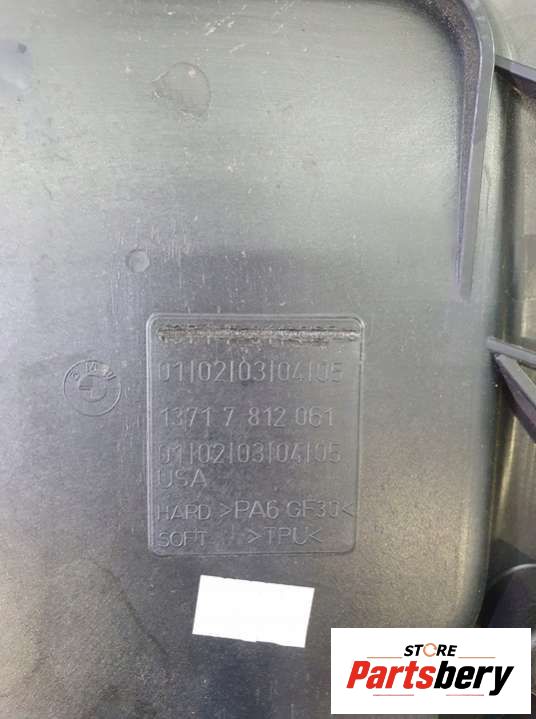 01|02|03|04|05
BMW
1371 7 812 061
01|02|03|04|05
USA
HARD >PA6 GF30<
SOFT >TPU<
STORE
Partsbery